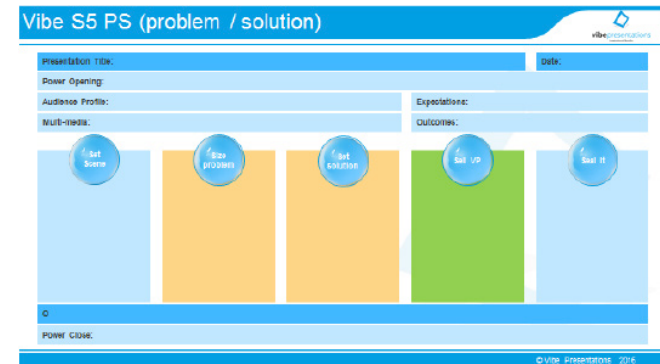 Vibe S5 PS (problem / solution)
vibepresentations
Presentation Title:
Date:
Power Opening:
Audience Profile:
Expectations:
Multi-media:
Outcomes:
Set
Scene
Size
problem
Set
solution
Sell VP
Seal It
Power Close:
© Vibe Presentations 2016